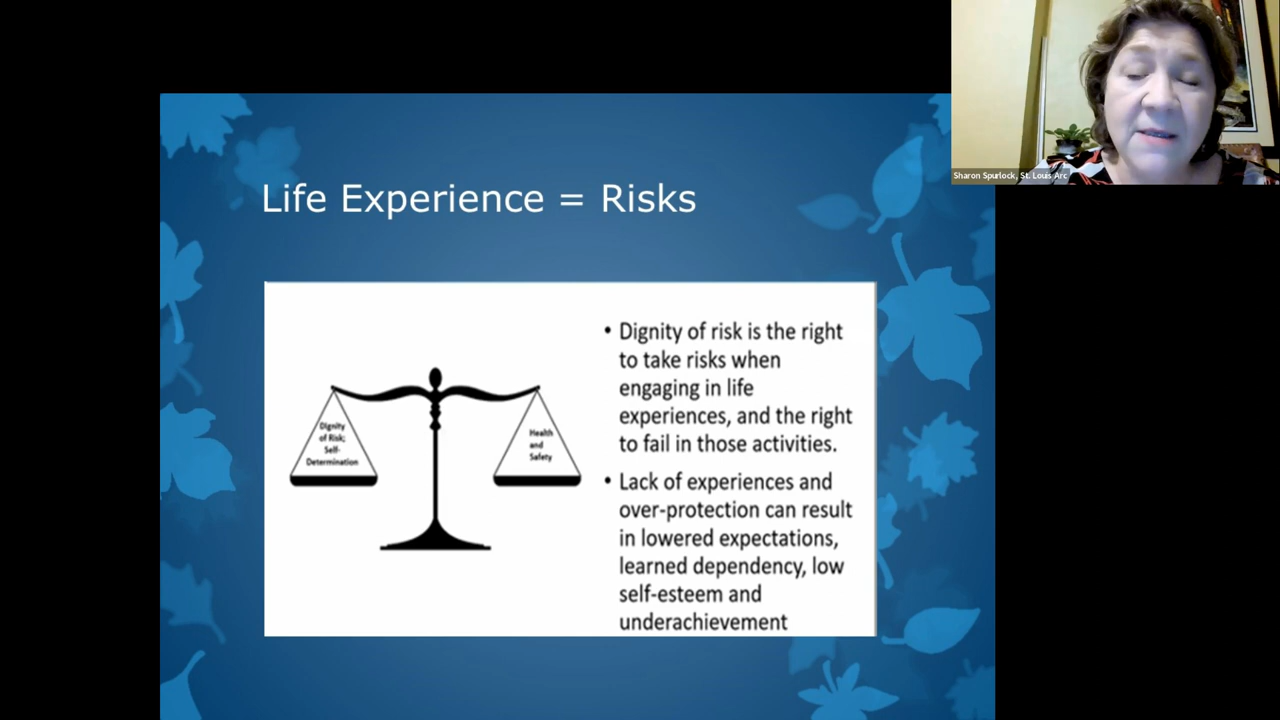 Sharon Spurlock, St. Louis Arc
Life Experience = Risks
Dignity
of Risk;
Self-
Determination
Health
and
Safety
• Dignity of risk is the right
to take risks when
engaging in life
experiences, and the right
to fail in those activities.
• Lack of experiences and
over-protection can result
in lowered expectations,
learned dependency, low
self-esteem and
underachievement